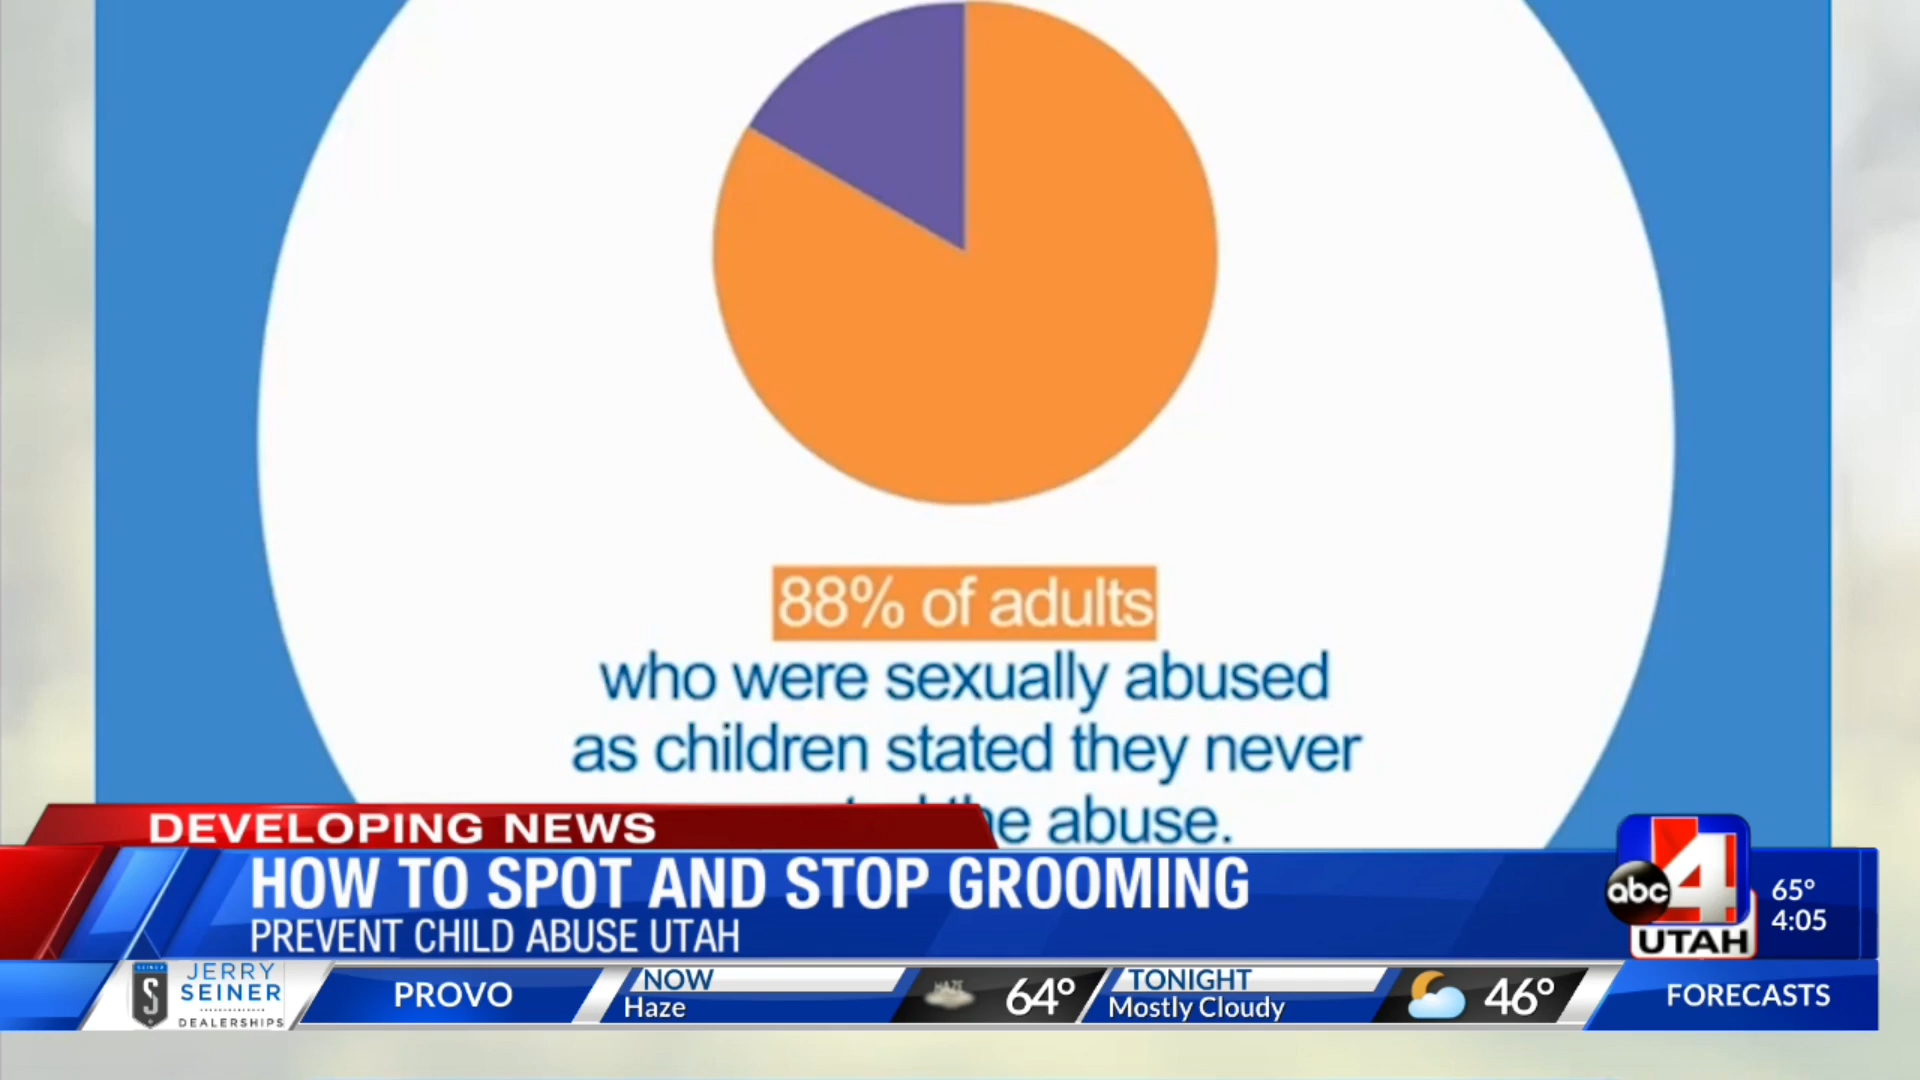 88% of adults
who were sexually abused
as children stated they never
abuse.
DEVELOPING NEWS
HOW TO SPOT AND STOP GROOMING
PREVENT CHILD ABUSE UTAH
abc 4
UTAH
65°
4:05
SEINER
S
JERRY
SEINER
DEALERSHIPS
PROVO
NOW
Haze
HAZE
64°
TONIGHT
Mostly Cloudy
46°
FORECASTS